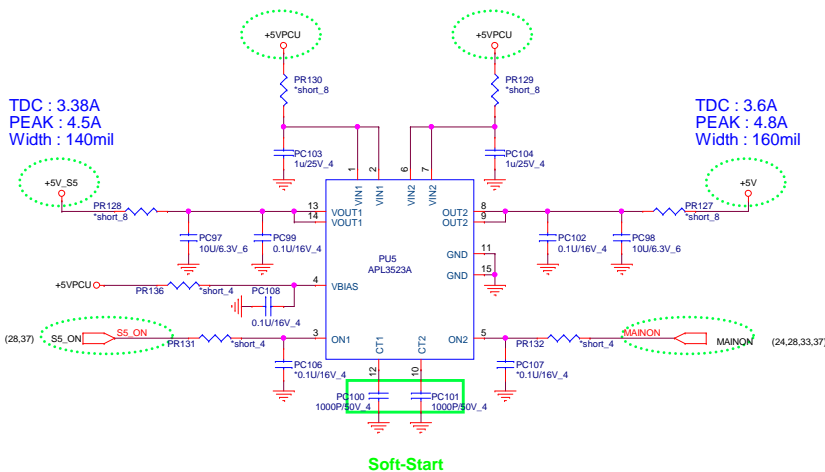 +5VPCU
+5VPCU
PR130
*short_8
PR129
*short_8
TDC : 3.38A
PEAK : 4.5A
Width : 140mil
TDC : 3.6A
PEAK : 4.8A
Width : 160mil
PC103
1u/25V_4
PC104
1u/25V_4
1
2
6
7
VIN1
VIN1
VIN2
VIN2
+5V_S5
+5V
PR128
*short_8
13
14
VOUT1
VOUT1
8
9
OUT2
OUT2
PR127
*short_8
PC97
10U/6.3V_6
PC99
0.1U/16V_4
PC102
0.1U/16V_4
PC98
10U/6.3V_6
PU5
APL3523A
11
GND
15
GND
+5VPCU
PR136
*short_4
4
VBIAS
PC108
0.1U/16V_4
(28,37)
S5_ON
S5_ON
PR131
*short_4
3
ON1
5
ON2
PR132
*short_4
MAINON
MAINON
(24,28,33,37)
CT1
CT2
12
10
PC106
*0.1U/16V_4
PC107
*0.1U/16V_4
PC100
1000P/50V_4
PC101
1000P/50V_4
Soft-Start